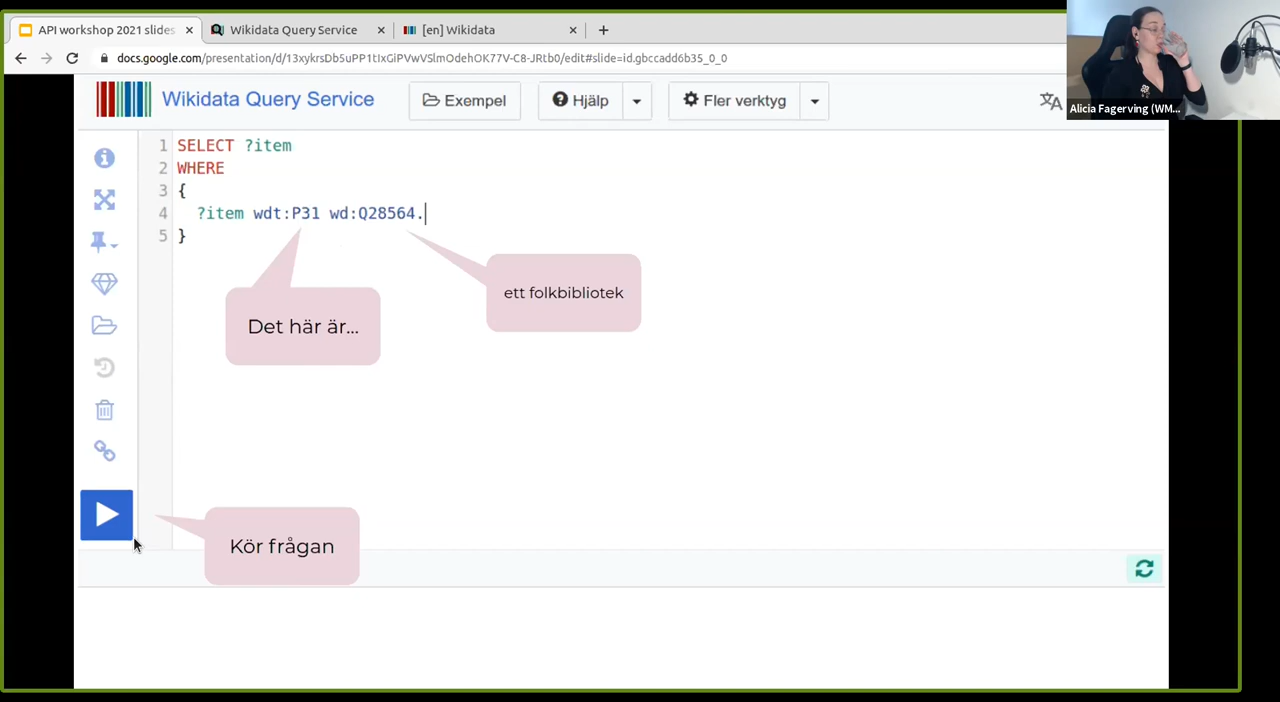 API workshop 2021 slides
Wikidata Query Service
[en] Wikidata
docs.google.com/presentation/d/13xykrsDb5uPP1tIxGiPVwVSlmOdehOK77V-C8-JRtb0/edit#slide=id.gbccadd6b35_0_0
Alicia Fagerving (WM...
Wikidata Query Service
Exempel
Hjälp
Fler verktyg
1 SELECT ?item
2 WHERE
3 {
4 ?item wdt:P31 wd:Q28564.
5 }
ett folkbibliotek
Det här är...
Kör frågan